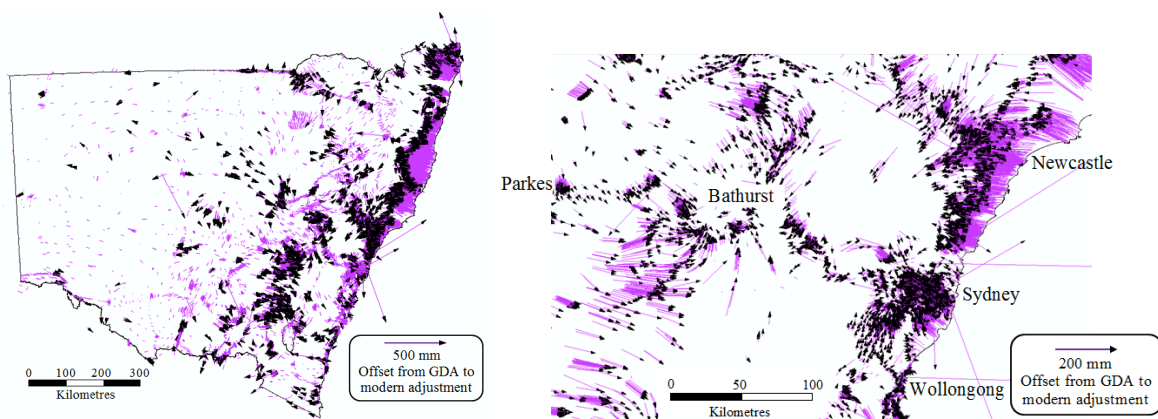 500 mm
Offset from GDA to
modern adjustment
0 100 200 300
Kilometres
Newcastle
Parkes
Bathurst
Sydney
Wollongong
200 mm
Offset from GDA to
modern adjustment
0 50 100
Kilometres